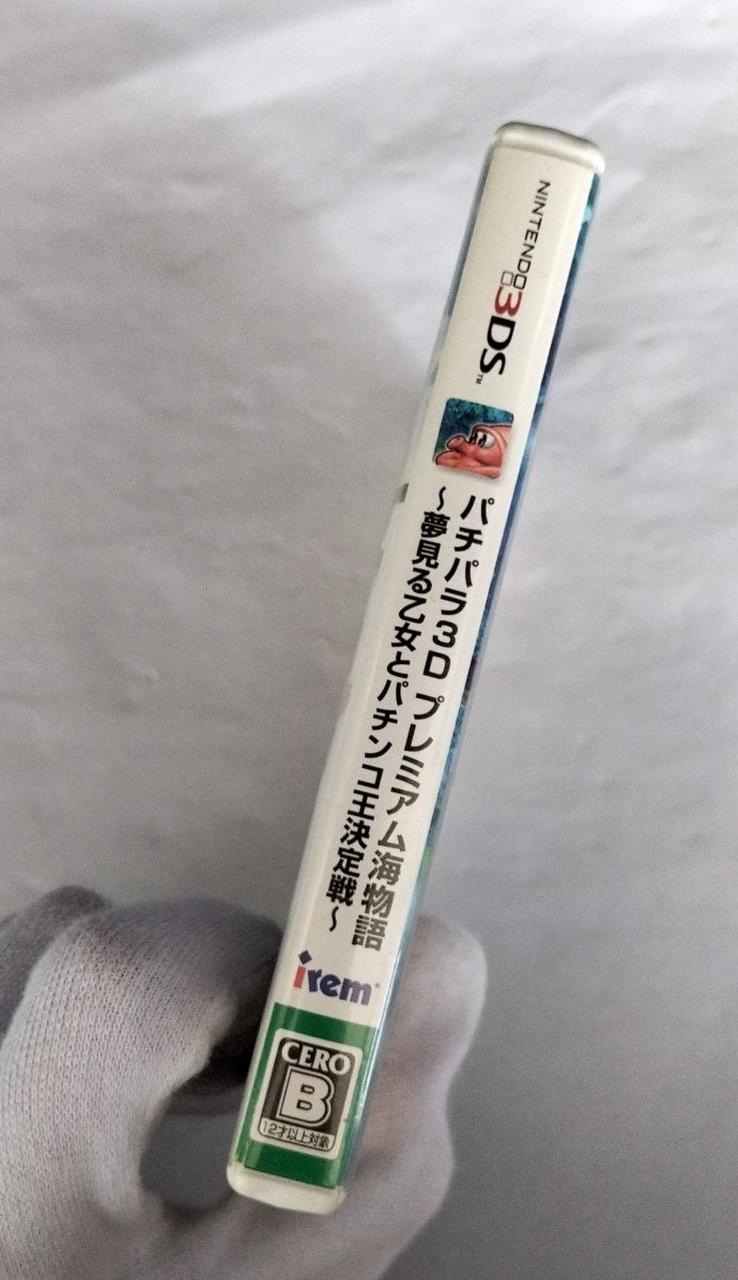 NINTENDO
3DS™
パチパラ3D プレミアム海物語
～夢見る乙女とパチンコ王決定戦～
irem
CERO
B
12才以上対象